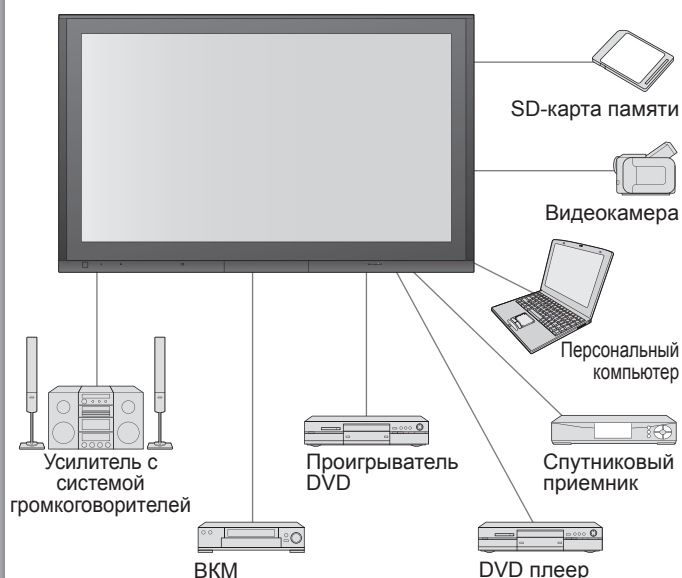 SD-карта памяти
Видеокамера
Персональный
компьютер
Усилитель с
системой
громкоговорителей
Проигрыватель
DVD
Спутниковый
приемник
ВКМ
DVD плеер